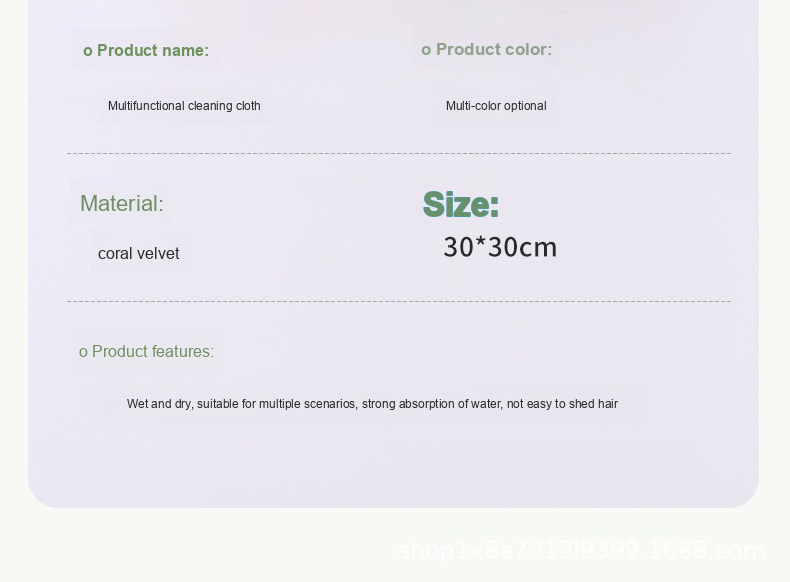 o Product name:
o Product color:
Multifunctional cleaning cloth
Multi-color optional
Material:
Size:
coral velvet
30*30cm
o Product features:
Wet and dry, suitable for multiple scenarios, strong absorption of water, not easy to shed hair
shop1x8a7313l9399.1688.com